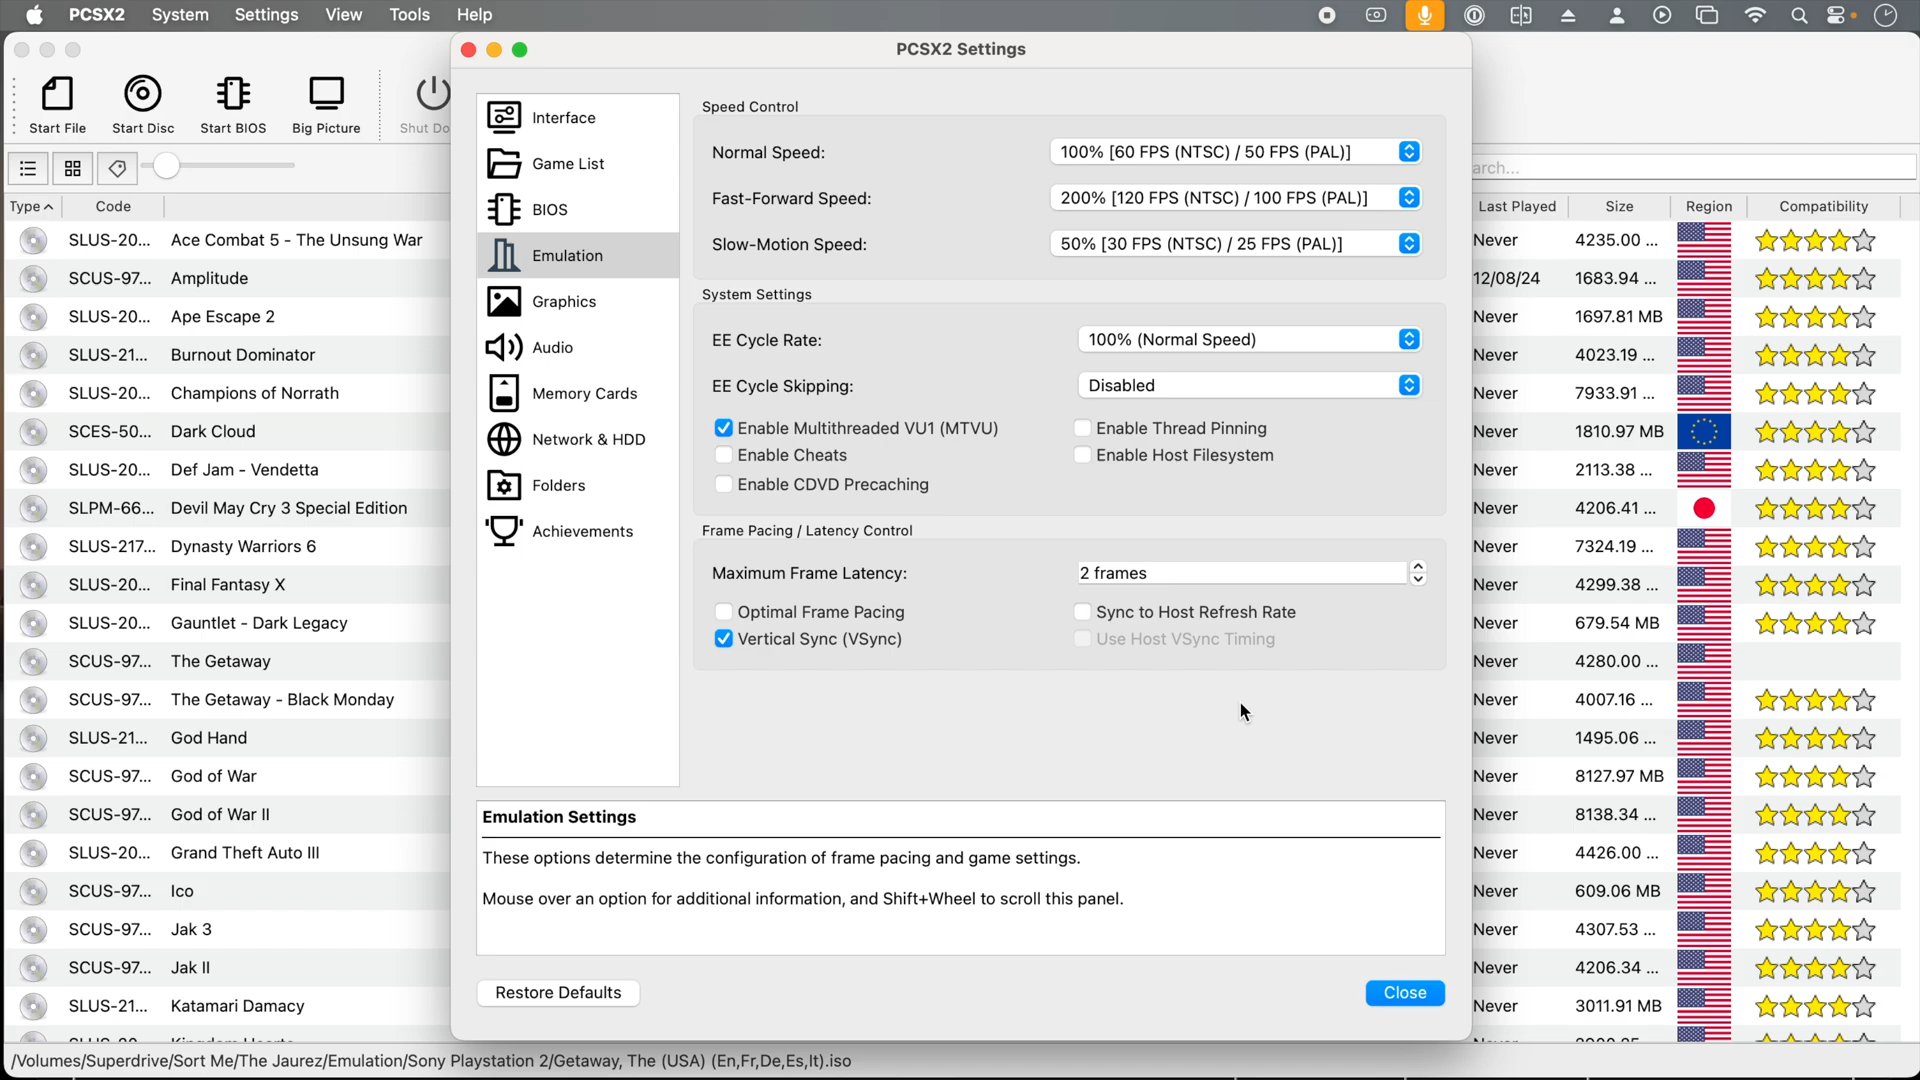 PCSX2 System Settings View Tools Help
PCSX2 Settings
Start File Start Disc Start BIOS Big Picture Shut Do
Type Code Last Played Size Region Compatibility
SLUS-20... Ace Combat 5 - The Unsung War Never 4235.00 ...
SCUS-97... Amplitude 12/08/24 1683.94 ...
SLUS-20... Ape Escape 2 Never 1697.81 MB
SLUS-21... Burnout Dominator Never 4023.19 ...
SLUS-20... Champions of Norrath Never 7933.91 ...
SCES-50... Dark Cloud Never 1810.97 MB
SLUS-20... Def Jam - Vendetta Never 2113.38 ...
SLPM-66... Devil May Cry 3 Special Edition Never 4206.41 ...
SLUS-217... Dynasty Warriors 6 Never 7324.19 ...
SLUS-20... Final Fantasy X Never 4299.38 ...
SLUS-20... Gauntlet - Dark Legacy Never 679.54 MB
SCUS-97... The Getaway Never 4280.00 ...
SCUS-97... The Getaway - Black Monday Never 4007.16 ...
SLUS-21... God Hand Never 1495.06 ...
SCUS-97... God of War Never 8127.97 MB
SCUS-97... God of War II Never 8138.34 ...
SLUS-20... Grand Theft Auto III Never 4426.00 ...
SCUS-97... Ico Never 609.06 MB
SCUS-97... Jak 3 Never 4307.53 ...
SCUS-97... Jak II Never 4206.34 ...
SLUS-21... Katamari Damacy Never 3011.91 MB
Interface
Game List
BIOS
Emulation
Graphics
Audio
Memory Cards
Network & HDD
Folders
Achievements
Speed Control
Normal Speed: 100% [60 FPS (NTSC) / 50 FPS (PAL)]
Fast-Forward Speed: 200% [120 FPS (NTSC) / 100 FPS (PAL)]
Slow-Motion Speed: 50% [30 FPS (NTSC) / 25 FPS (PAL)]
System Settings
EE Cycle Rate: 100% (Normal Speed)
EE Cycle Skipping: Disabled
Enable Multithreaded VU1 (MTVU) Enable Thread Pinning
Enable Cheats Enable Host Filesystem
Enable CDVD Precaching
Frame Pacing / Latency Control
Maximum Frame Latency: 2 frames
Optimal Frame Pacing Sync to Host Refresh Rate
Vertical Sync (VSync) Use Host VSync Timing
Emulation Settings
These options determine the configuration of frame pacing and game settings.
Mouse over an option for additional information, and Shift+Wheel to scroll this panel.
Restore Defaults Close
/Volumes/Superdrive/Sort Me/The Jaurez/Emulation/Sony Playstation 2/Getaway, The (USA) (En,Fr,De,Es,It).iso